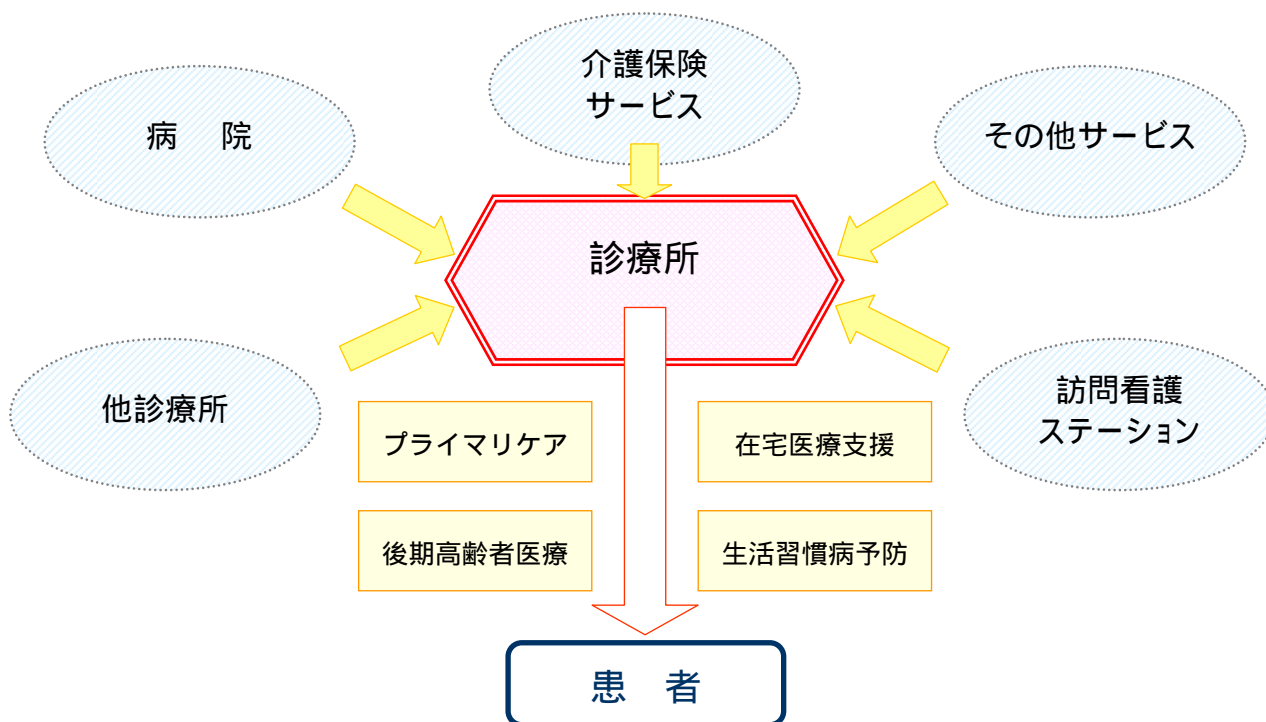 介護保険
サービス
病 院
その他サービス
診療所
他診療所
訪問看護
ステーション
プライマリケア
在宅医療支援
後期高齢者医療
生活習慣病予防
患 者